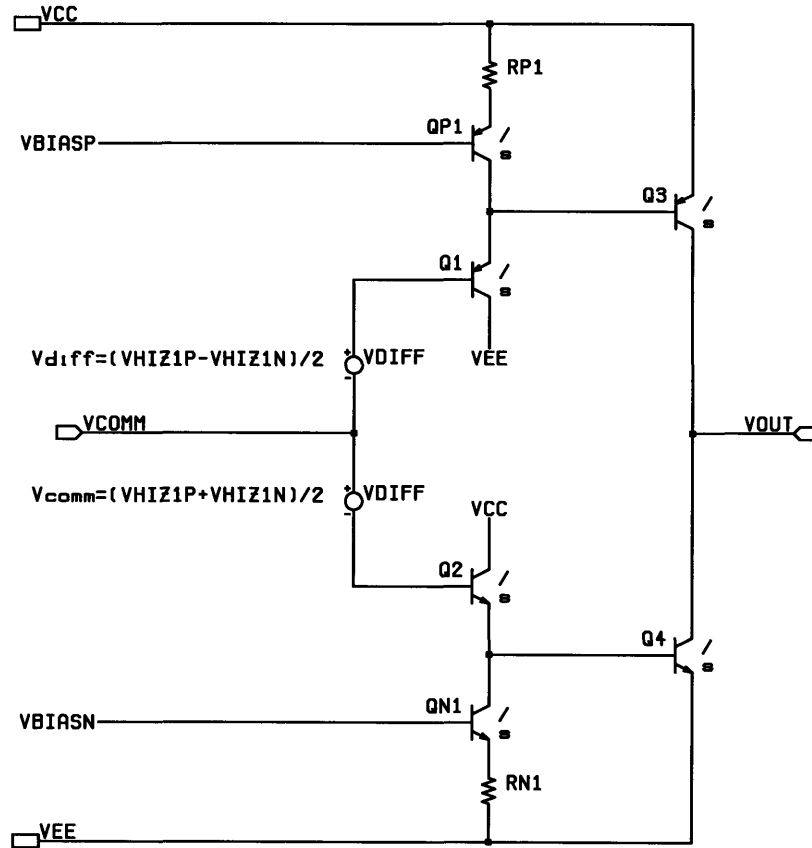 VCC
RP1
QP1
VBIASP
s
Q3
s
Q1
s
Vdiff=(VHIZ1P-VHIZ1N)/2
+
VDIFF
-
VEE
VCOMM
VOUT
Vcomm=(VHIZ1P+VHIZ1N)/2
+
VDIFF
-
VCC
Q2
s
Q4
s
QN1
VBIASN
s
RN1
VEE